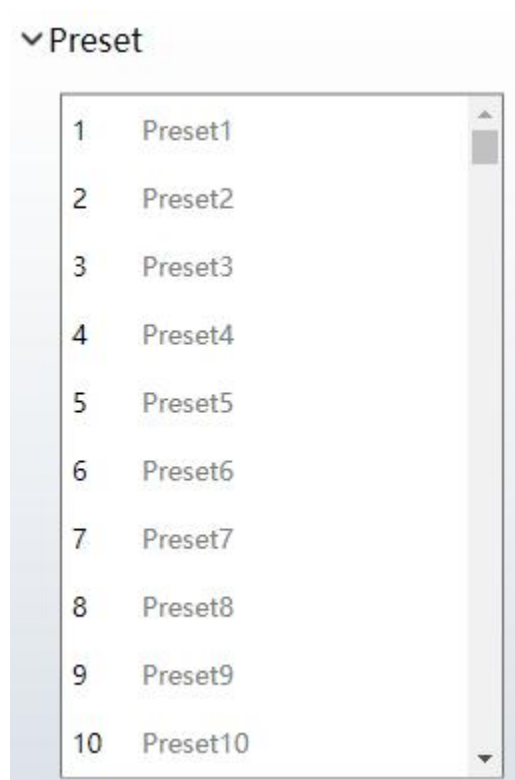 Preset
1 Preset1
2 Preset2
3 Preset3
4 Preset4
5 Preset5
6 Preset6
7 Preset7
8 Preset8
9 Preset9
10 Preset10